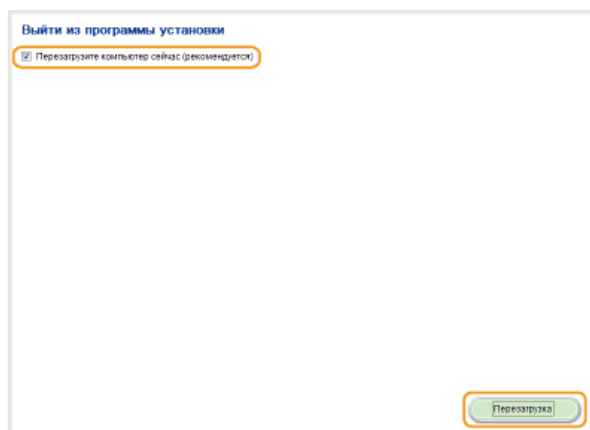 Выйти из программы установки
Перезагрузите компьютер сейчас (рекомендуется)
Перезагрузка